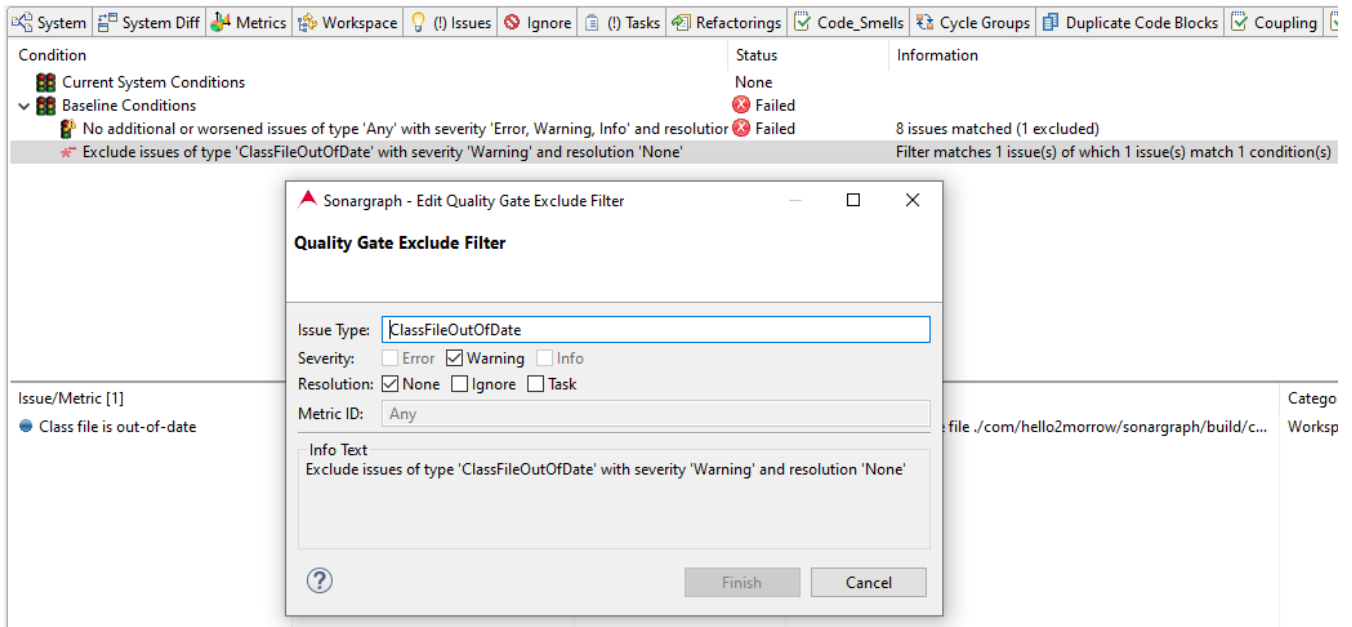 System System Diff Metrics Workspace (!) Issues Ignore (!) Tasks Refactorings Code_Smells Cycle Groups Duplicate Code Blocks Coupling
Condition Status Information
Current System Conditions None
Baseline Conditions Failed
No additional or worsened issues of type 'Any' with severity 'Error, Warning, Info' and resolution Failed 8 issues matched (1 excluded)
Exclude issues of type 'ClassFileOutOfDate' with severity 'Warning' and resolution 'None' Filter matches 1 issue(s) of which 1 issue(s) match 1 condition(s)
Sonargraph - Edit Quality Gate Exclude Filter
Quality Gate Exclude Filter
Issue Type: ClassFileOutOfDate
Severity: Error Warning Info
Resolution: None Ignore Task
Metric ID: Any
Info Text
Exclude issues of type 'ClassFileOutOfDate' with severity 'Warning' and resolution 'None'
Finish Cancel
Issue/Metric [1] Catego
Class file is out-of-date file ./com/hello2morrow/sonargraph/build/c... Worksp